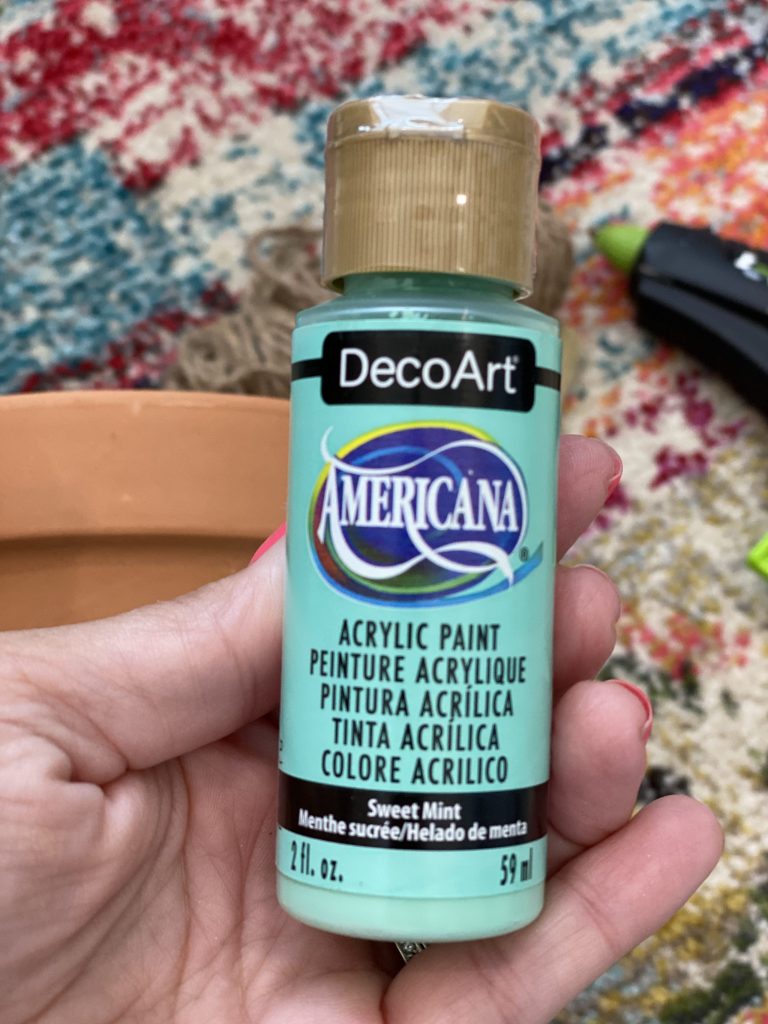 DecoArt®
AMERICANA®
ACRYLIC PAINT
PEINTURE ACRYLIQUE
PINTURA ACRÍLICA
TINTA ACRÍLICA
COLORE ACRILICO
Sweet Mint
Menthe sucrée/Helado de menta
2 fl. oz. 59 ml